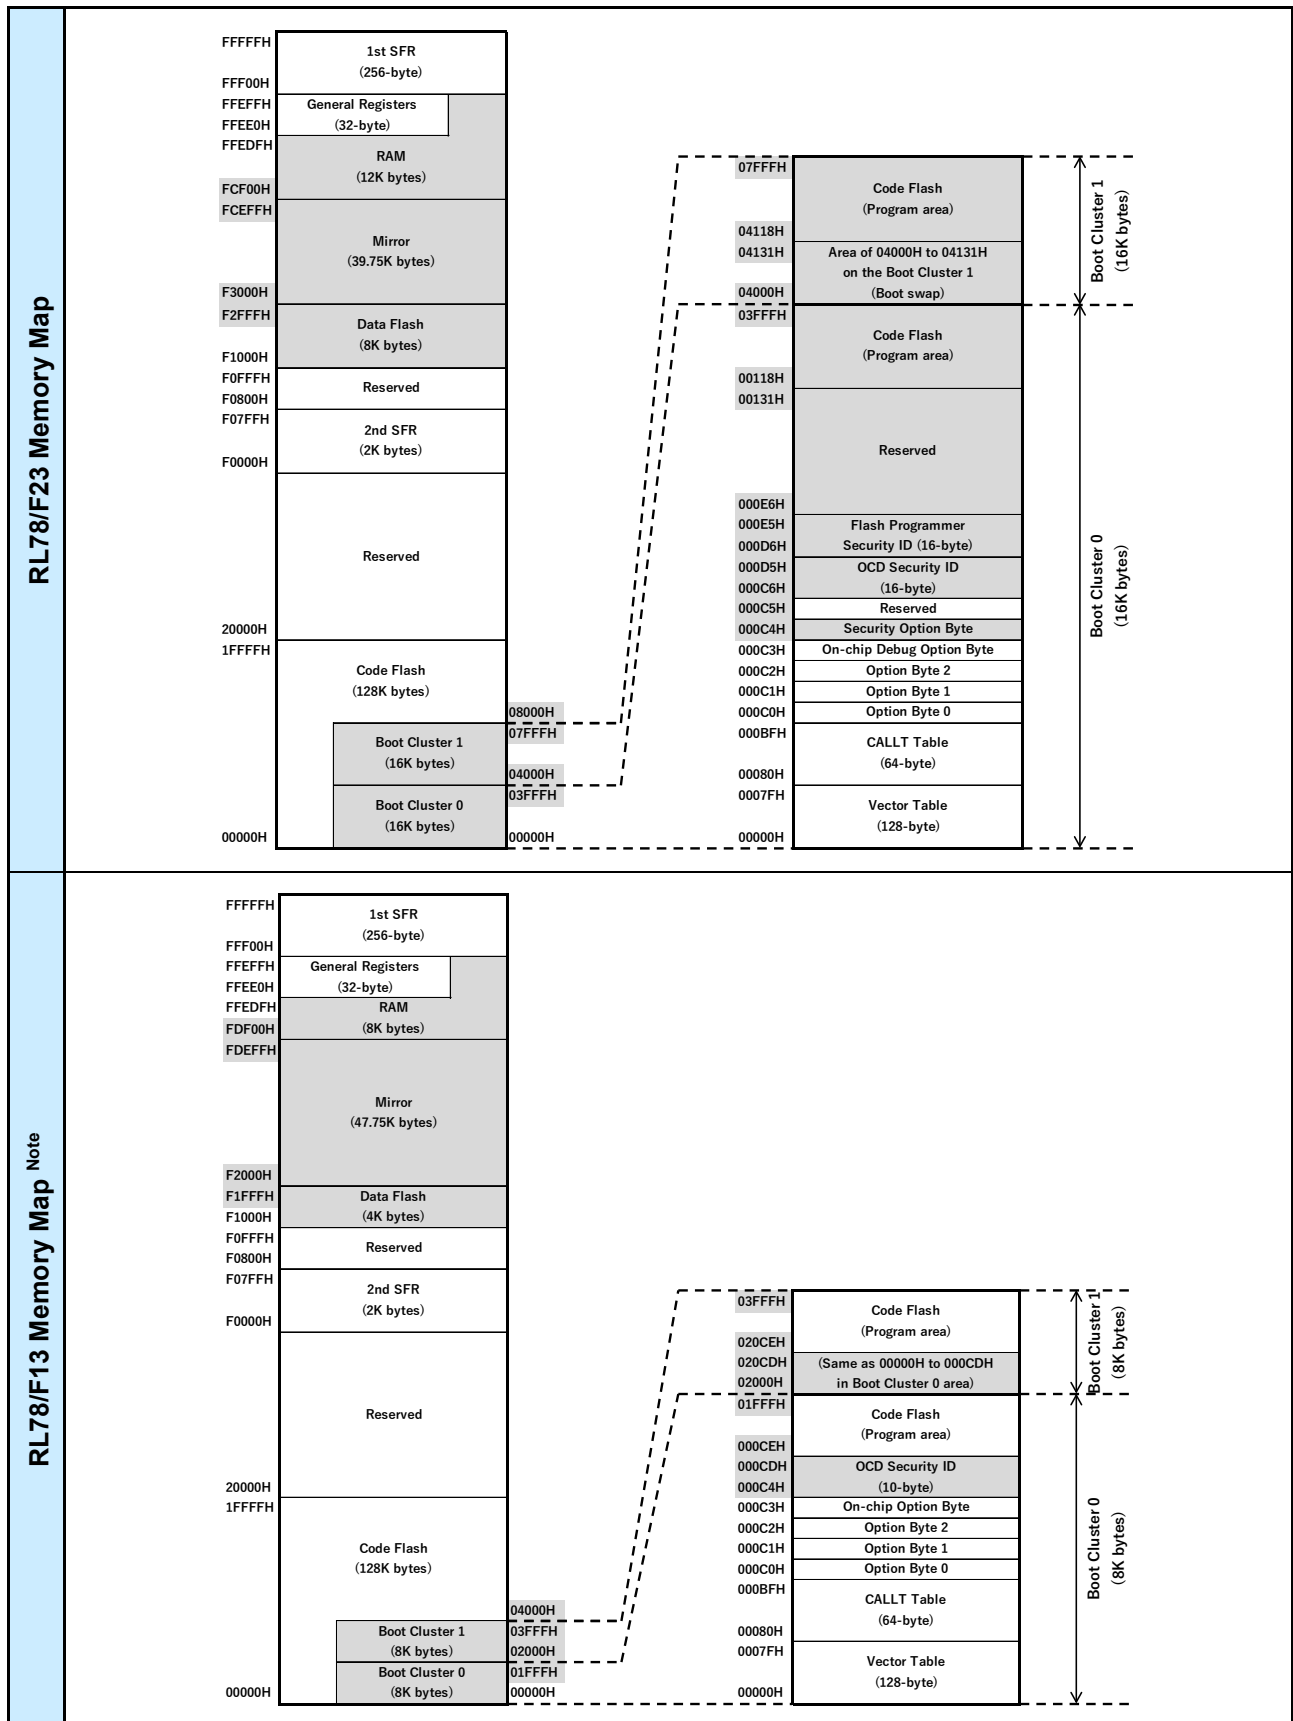 RL78/F23 Memory Map
FFFFFH
1st SFR
(256-byte)
FFF00H
FFEFFH
General Registers
FFEE0H
(32-byte)
FFEDFH
RAM
(12K bytes)
FCF00H
FCEFFH
Mirror
(39.75K bytes)
F3000H
F2FFFH
Data Flash
(8K bytes)
F1000H
F0FFFH
Reserved
F0800H
F07FFH
2nd SFR
(2K bytes)
F0000H
Reserved
20000H
1FFFFH
Code Flash
(128K bytes)
08000H
07FFFH
Boot Cluster 1
(16K bytes)
04000H
03FFFH
Boot Cluster 0
(16K bytes)
00000H
00000H
07FFFH
Code Flash
(Program area)
04118H
04131H
Area of 04000H to 04131H
on the Boot Cluster 1
04000H
(Boot swap)
03FFFH
Code Flash
(Program area)
00118H
00131H
Reserved
000E6H
000E5H
Flash Programmer
000D6H
Security ID (16-byte)
000D5H
OCD Security ID
000C6H
(16-byte)
000C5H
Reserved
000C4H
Security Option Byte
000C3H
On-chip Debug Option Byte
000C2H
Option Byte 2
000C1H
Option Byte 1
000C0H
Option Byte 0
000BFH
CALLT Table
(64-byte)
00080H
0007FH
Vector Table
(128-byte)
00000H
Boot Cluster 1
(16K bytes)
Boot Cluster 0
(16K bytes)
RL78/F13 Memory Map Note
FFFFFH
1st SFR
(256-byte)
FFF00H
FFEFFH
General Registers
FFEE0H
(32-byte)
FFEDFH
RAM
FDF00H
(8K bytes)
FDEFFH
Mirror
(47.75K bytes)
F2000H
F1FFFH
Data Flash
(4K bytes)
F1000H
F0FFFH
Reserved
F0800H
F07FFH
2nd SFR
(2K bytes)
F0000H
Reserved
20000H
1FFFFH
Code Flash
(128K bytes)
04000H
Boot Cluster 1
03FFFH
(8K bytes)
02000H
Boot Cluster 0
01FFFH
(8K bytes)
00000H
00000H
03FFFH
Code Flash
(Program area)
020CEH
020CDH
(Same as 00000H to 000CDH
02000H
in Boot Cluster 0 area)
01FFFH
Code Flash
(Program area)
000CEH
000CDH
OCD Security ID
000C4H
(10-byte)
000C3H
On-chip Option Byte
000C2H
Option Byte 2
000C1H
Option Byte 1
000C0H
Option Byte 0
000BFH
CALLT Table
(64-byte)
00080H
0007FH
Vector Table
(128-byte)
00000H
Boot Cluster 1
(8K bytes)
Boot Cluster 0
(8K bytes)